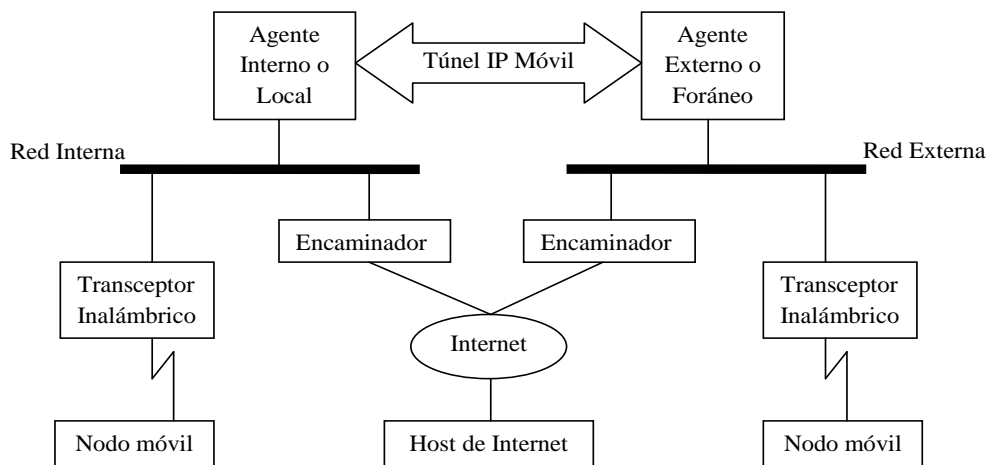 Agente
Interno o
Local
Túnel IP Móvil
Agente
Externo o
Foráneo
Red Interna
Red Externa
Encaminador
Encaminador
Transceptor
Inalámbrico
Transceptor
Inalámbrico
Internet
Nodo móvil
Host de Internet
Nodo móvil